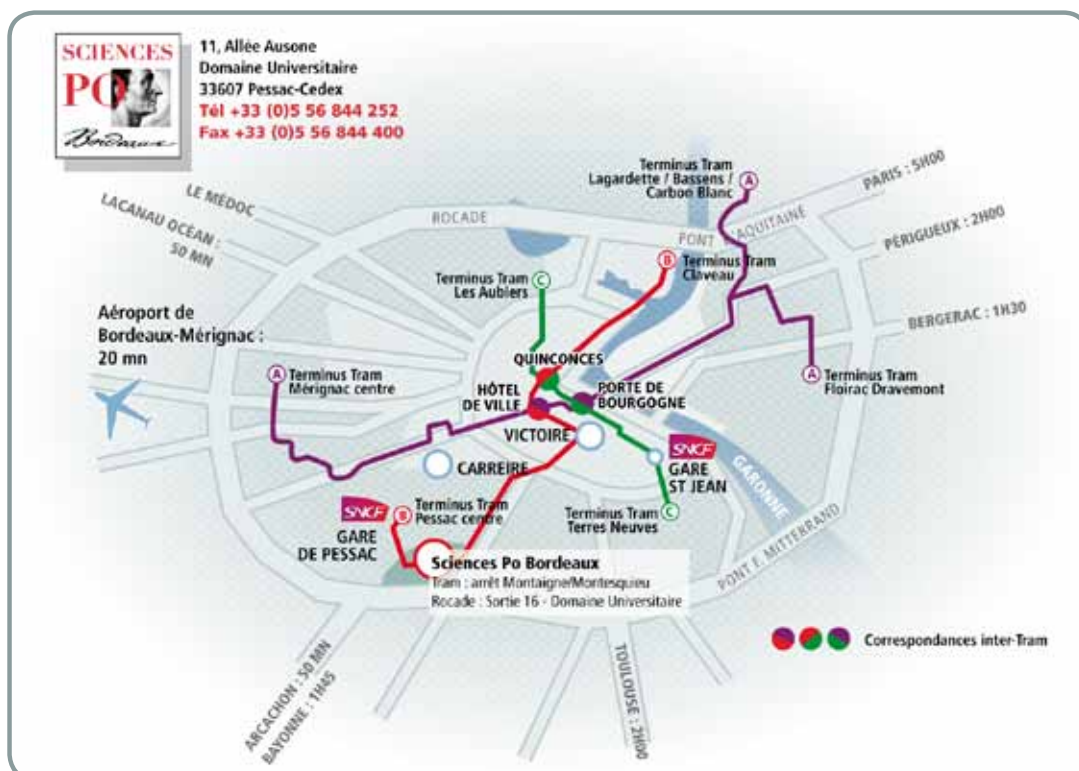 SCIENCES
PO
Bordeaux
11, Allée Ausone
Domaine Universitaire
33607 Pessac-Cedex
Tél +33 (0)5 56 844 252
Fax +33 (0)5 56 844 400
LE MÉDOC
LACANAU OCÉAN :
50 MN
ROCADE
Terminus Tram
Lagardette / Bassens /
Carbon Blanc
A
PONT D'AQUITAINE
PARIS : 5H00
PÉRIGUEUX : 2H00
BERGERAC : 1H30
B
Terminus Tram
Claveau
Terminus Tram
Les Aubiers
C
Aéroport de
Bordeaux-Mérignac :
20 mn
A
Terminus Tram
Mérignac centre
QUINCONCES
HÔTEL
DE VILLE
PORTE DE
BOURGOGNE
A
Terminus Tram
Floirac Dravemont
VICTOIRE
CARREIRE
SNCF
GARE
ST JEAN
GARONNE
SNCF
GARE
DE PESSAC
B
Terminus Tram
Pessac centre
C
Terminus Tram
Terres Neuves
PONT F. MITTERRAND
Sciences Po Bordeaux
Tram : arrêt Montaigne/Montesquieu
Rocade : Sortie 16 - Domaine Universitaire
Correspondances inter-Tram
ARCACHON : 50 MN
BAYONNE : 1H45
TOULOUSE : 2H00